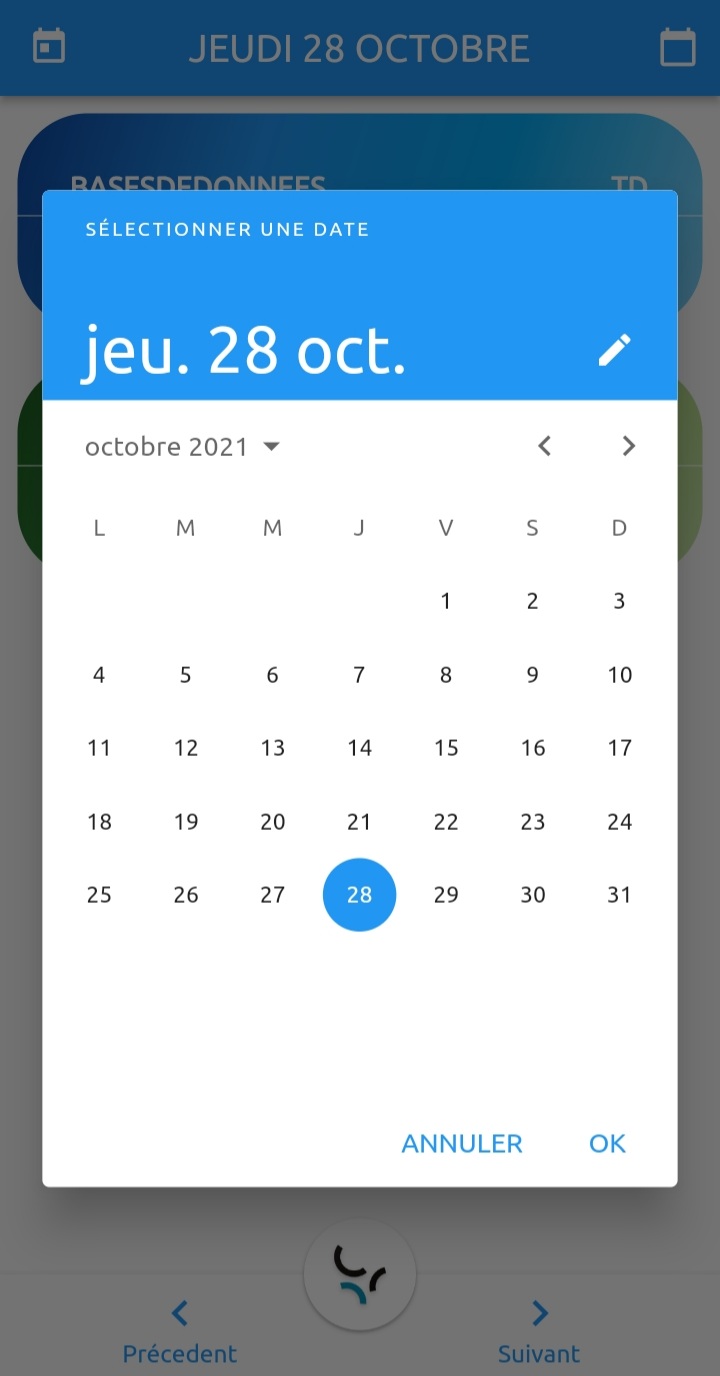 JEUDI 28 OCTOBRE
BASESDEDONNEES TD
SÉLECTIONNER UNE DATE
jeu. 28 oct.
octobre 2021
L M M J V S D
1 2 3
4 5 6 7 8 9 10
11 12 13 14 15 16 17
18 19 20 21 22 23 24
25 26 27 28 29 30 31
ANNULER OK
Précedent Suivant